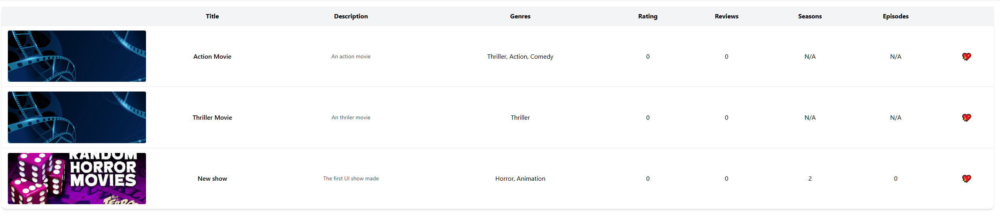 Title Description Genres Rating Reviews Seasons Episodes
Action Movie An action movie Thriller, Action, Comedy 0 0 N/A N/A
Thriller Movie An thriler movie Thriller 0 0 N/A N/A
RANDOM
HORROR
MOVIES
TALES
TERROR
New show The first UI show made Horror, Animation 0 0 2 0